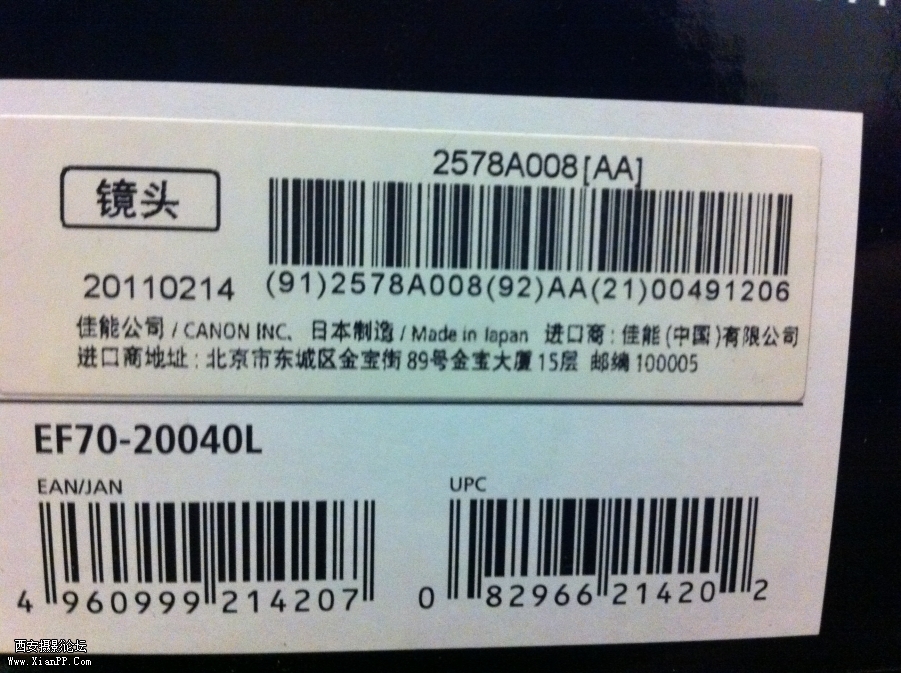 2578A008[AA]
镜头
20110214
(91)2578A008(92)AA(21)00491206
佳能公司 / CANON INC、 日本制造 / Made in Japan 进口商：佳能(中国)有限公司
进口商地址：北京市东城区金宝街89号金宝大厦15层 邮编 100005
EF70-20040L
EAN/JAN
UPC
4 960999 214207
0 82966 21420 2
西安摄影论坛
Www.XianPP.Com